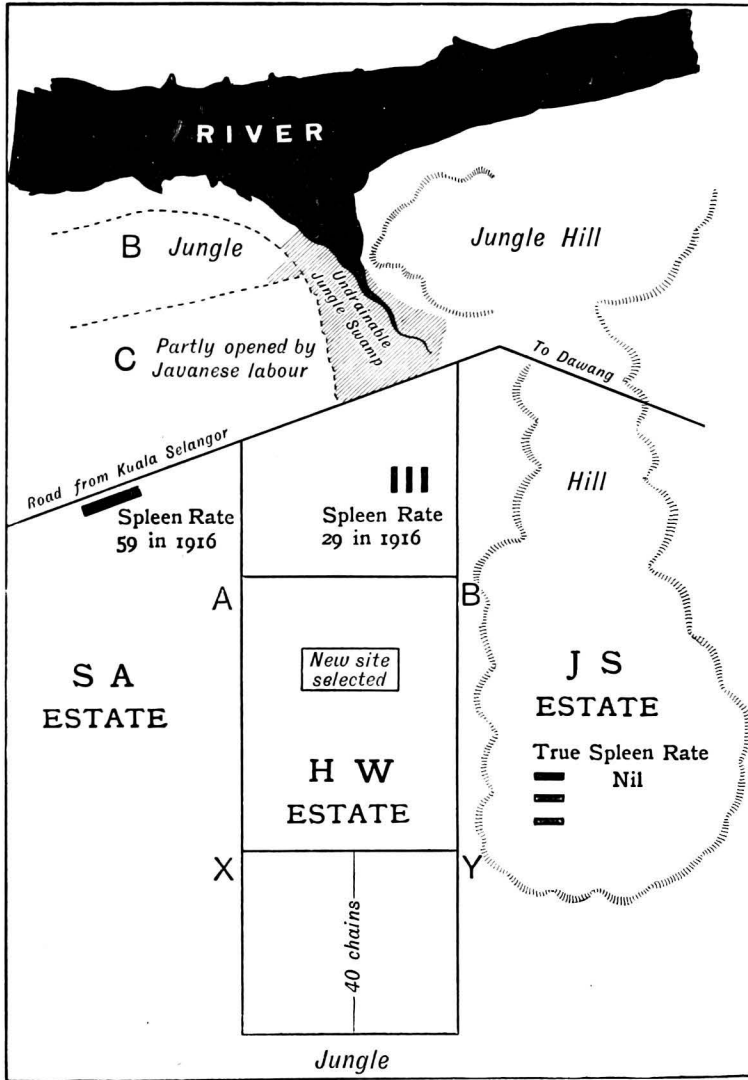 RIVER
B Jungle
Jungle Hill
Undrainable
Jungle Swamp
C Partly opened by
Javanese labour
To Dawang
Road from Kuala Selangor
Hill
Spleen Rate
59 in 1916
Spleen Rate
29 in 1916
A
B
New site
selected
S A
ESTATE
J S
ESTATE
True Spleen Rate
Nil
H W
ESTATE
X
Y
40 chains
Jungle